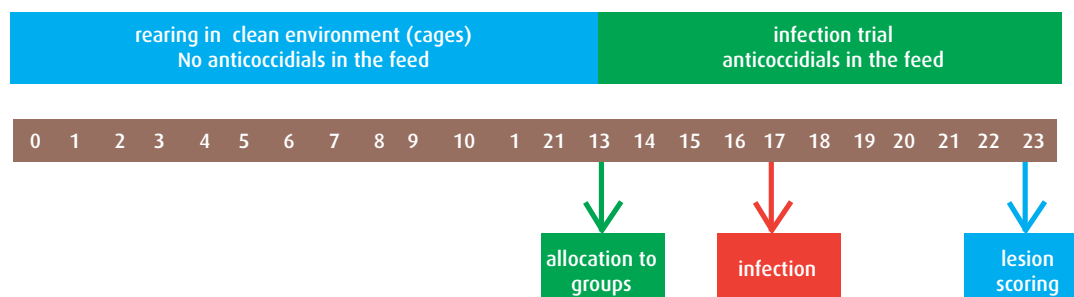 rearing in clean environment (cages)
No anticoccidials in the feed
infection trial
anticoccidials in the feed
0 1 2 3 4 5 6 7 8 9 10 1 21 13 14 15 16 17 18 19 20 21 22 23
allocation to
groups
infection
lesion
scoring